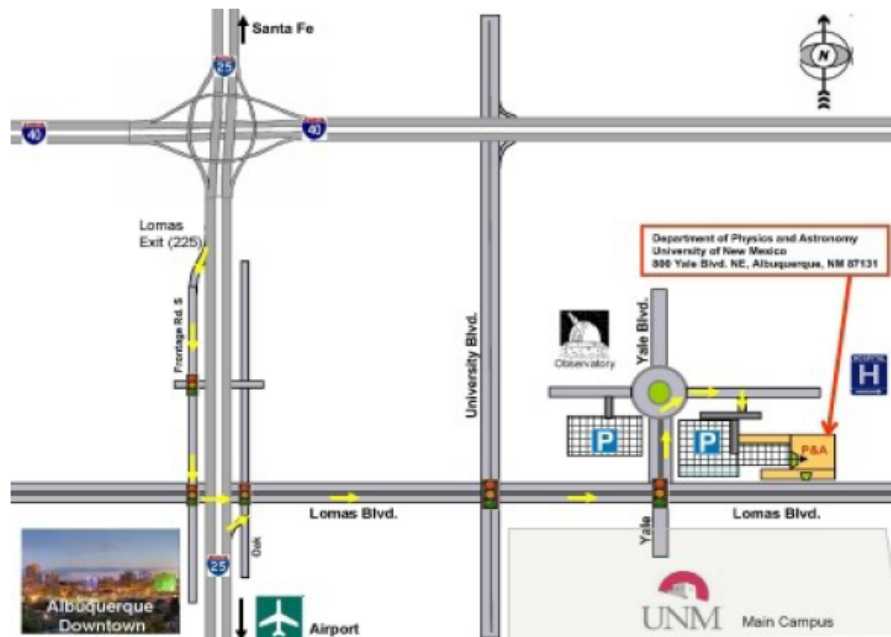 Santa Fe
25
N
40
40
Lomas
Exit (225)
Department of Physics and Astronomy
University of New Mexico
800 Yale Blvd. NE, Albuquerque, NM 87131
Frontage Rd. S
University Blvd.
Yale Blvd.
Observatory
HOSPITAL
H
P
P
P&A
Lomas Blvd.
Lomas Blvd.
Oak
Yale
25
Albuquerque
Downtown
Airport
UNM Main Campus